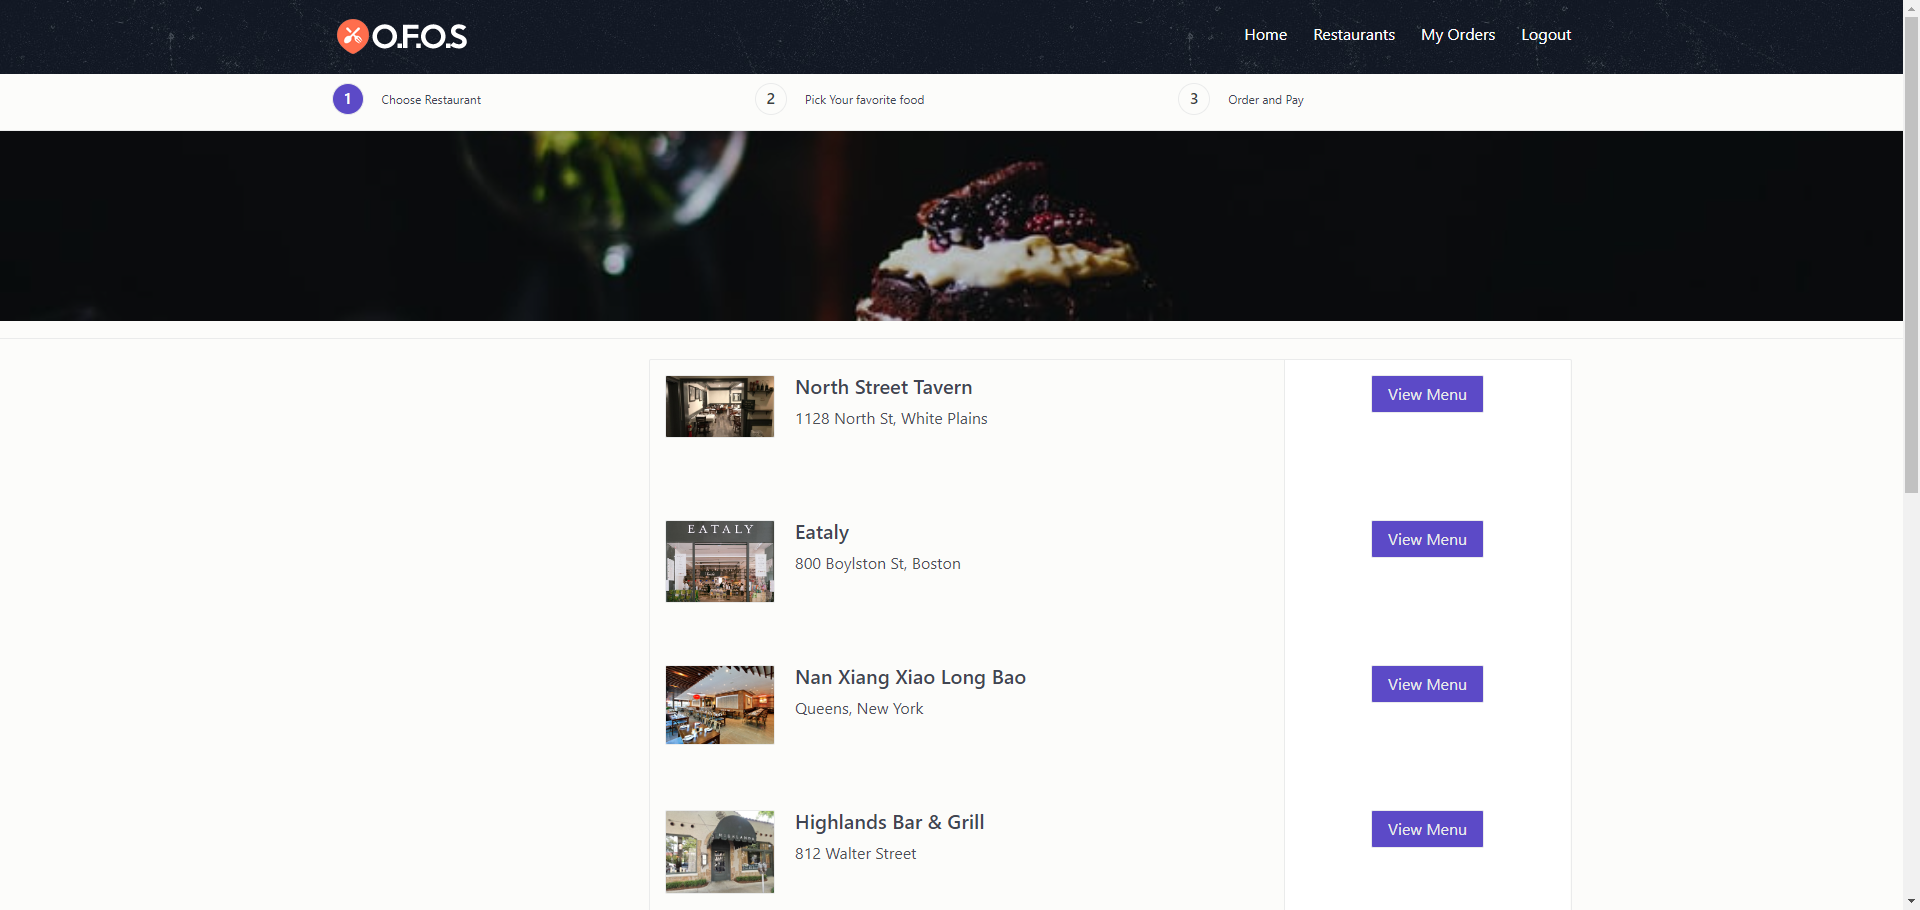 O.F.O.S
Home Restaurants My Orders Logout
1 Choose Restaurant 2 Pick Your favorite food 3 Order and Pay
North Street Tavern
1128 North St, White Plains
View Menu
EATALY
Eataly
800 Boylston St, Boston
View Menu
Nan Xiang Xiao Long Bao
Queens, New York
View Menu
Highlands Bar & Grill
812 Walter Street
View Menu
HIGHLANDS